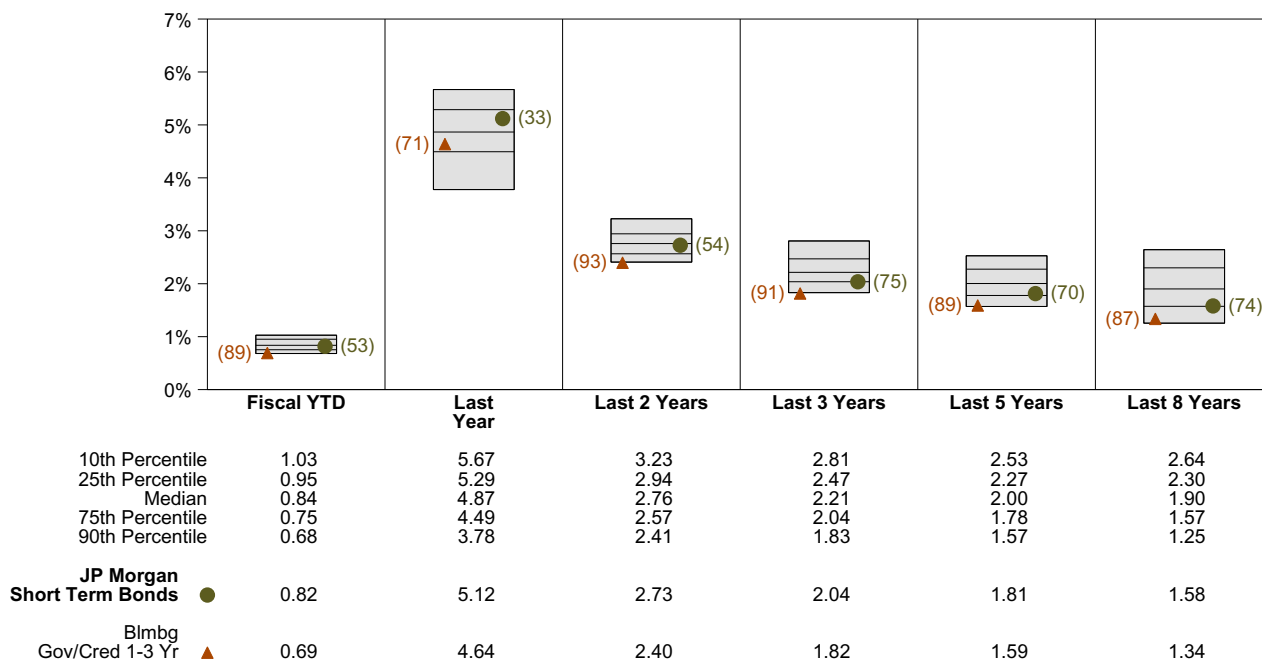 7%
6%
5%
4%
3%
2%
1%
0%
(89) (53)
(71) (33)
(93) (54)
(91) (75)
(89) (70)
(87) (74)
Fiscal YTD Last Last 2 Years Last 3 Years Last 5 Years Last 8 Years
Year
10th Percentile 1.03 5.67 3.23 2.81 2.53 2.64
25th Percentile 0.95 5.29 2.94 2.47 2.27 2.30
Median 0.84 4.87 2.76 2.21 2.00 1.90
75th Percentile 0.75 4.49 2.57 2.04 1.78 1.57
90th Percentile 0.68 3.78 2.41 1.83 1.57 1.25
JP Morgan
Short Term Bonds 0.82 5.12 2.73 2.04 1.81 1.58
Blmbg
Gov/Cred 1-3 Yr 0.69 4.64 2.40 1.82 1.59 1.34